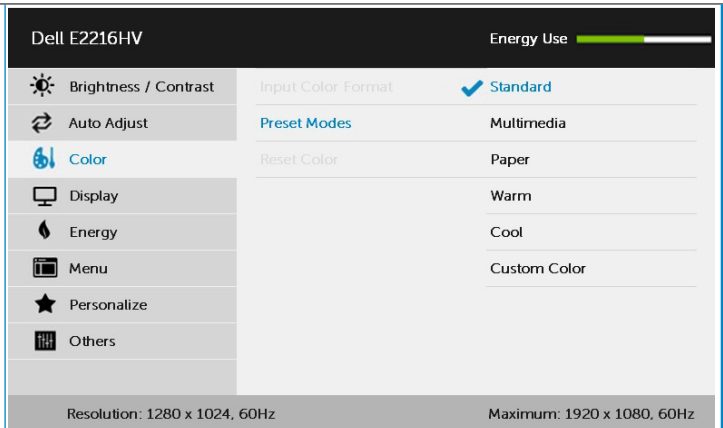 Dell E2216HV Energy Use
Brightness / Contrast Input Color Format Standard
Auto Adjust Preset Modes Multimedia
Color Reset Color Paper
Display Warm
Energy Cool
Menu Custom Color
Personalize
Others
Resolution: 1280 x 1024, 60Hz Maximum: 1920 x 1080, 60Hz